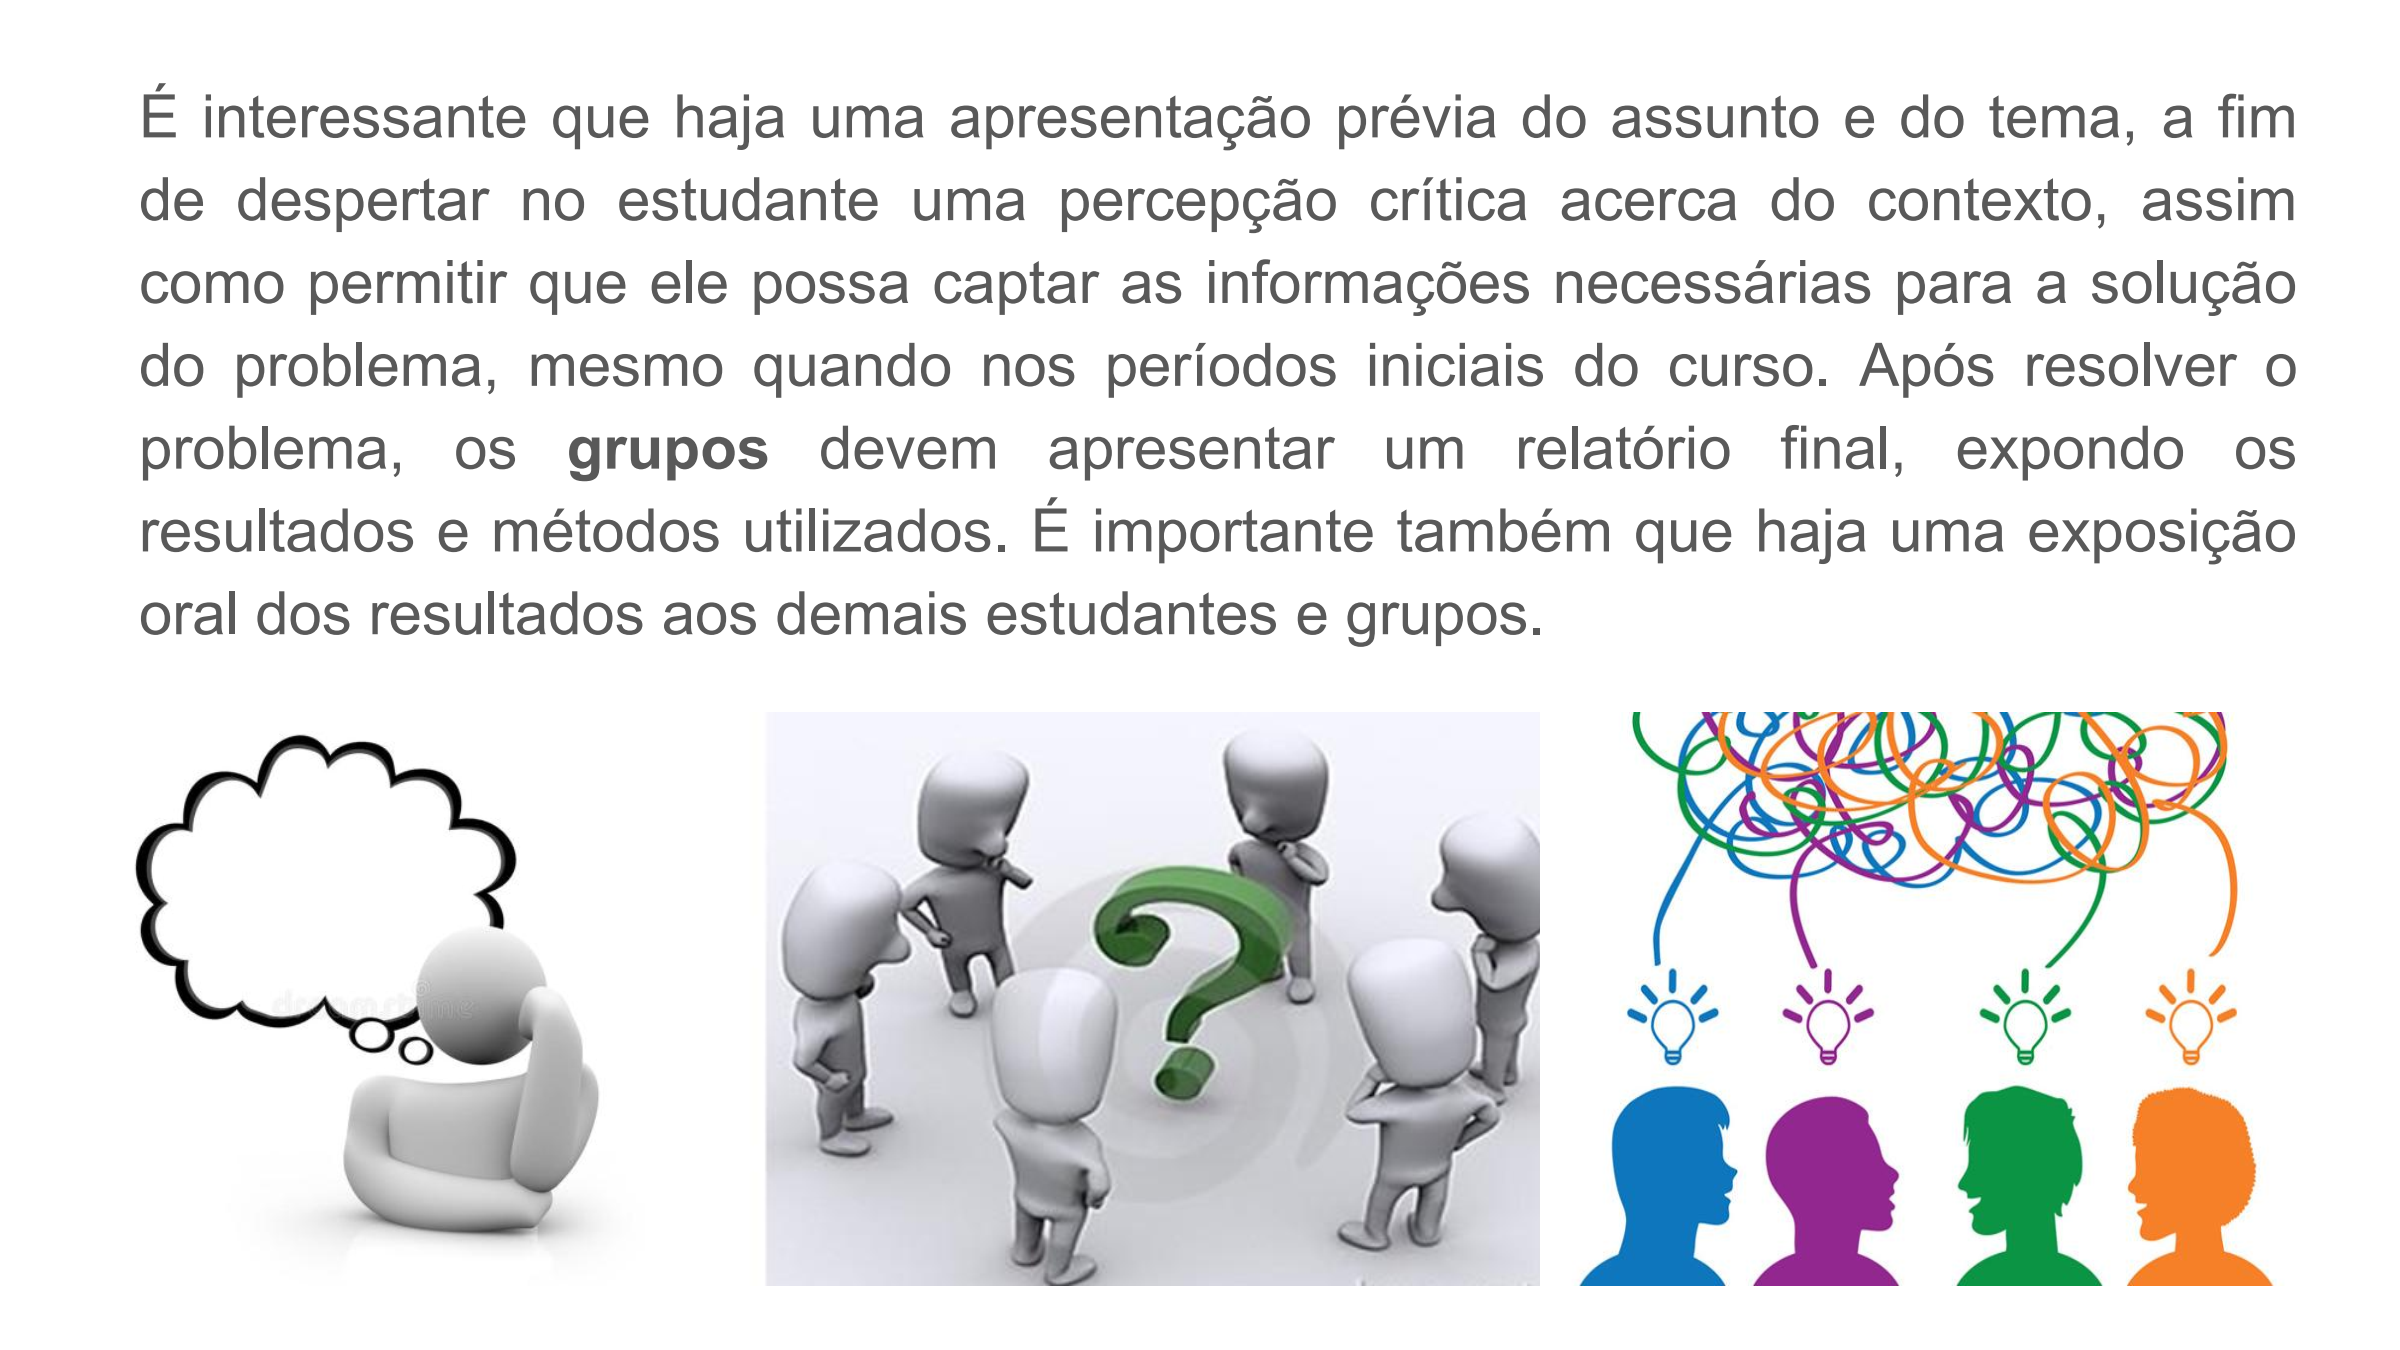 É interessante que haja uma apresentação prévia do assunto e do tema, a fim
de despertar no estudante uma percepção crítica acerca do contexto, assim
como permitir que ele possa captar as informações necessárias para a solução
do problema, mesmo quando nos períodos iniciais do curso. Após resolver o
problema, os grupos devem apresentar um relatório final, expondo os
resultados e métodos utilizados. É importante também que haja uma exposição
oral dos resultados aos demais estudantes e grupos.
dreamstime